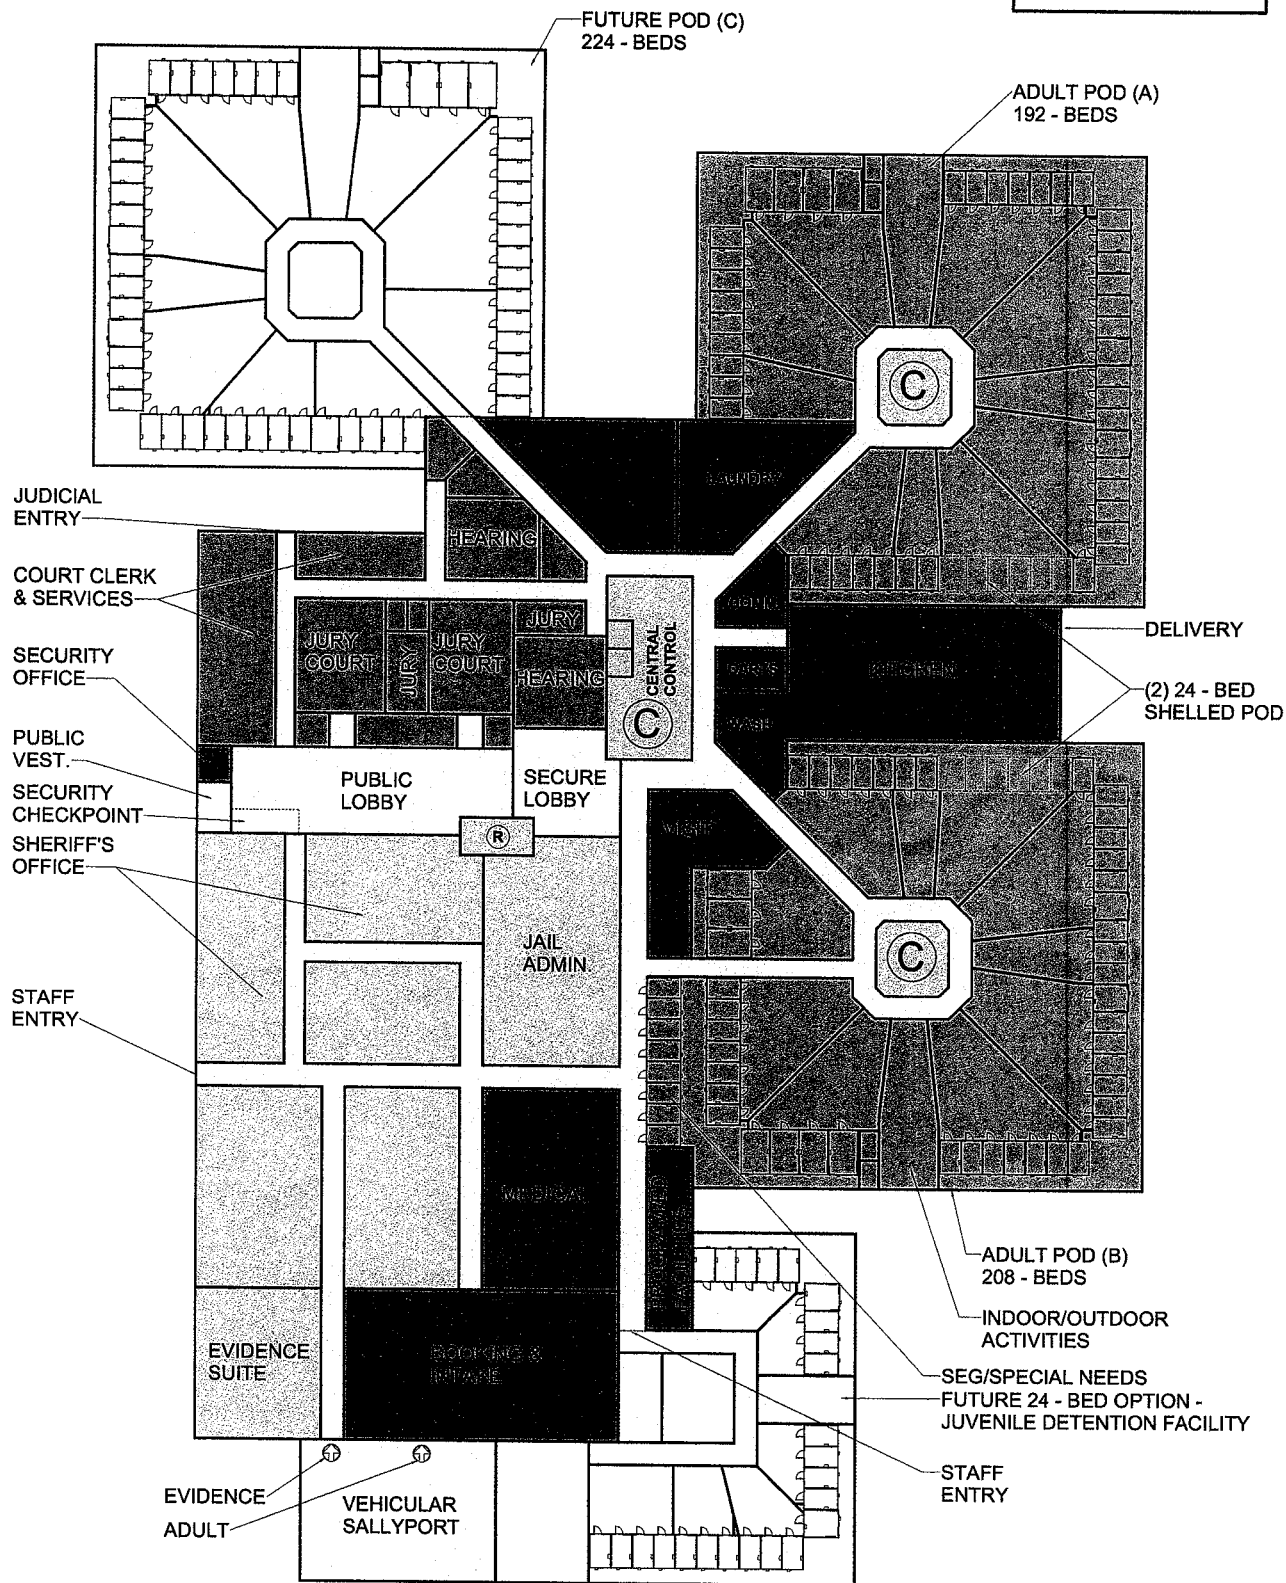 FUTURE POD (C)
224 - BEDS
ADULT POD (A)
192 - BEDS
C
LAUNDRY
JUDICIAL
ENTRY
HEARING
COURT CLERK
& SERVICES
JURY
COURT
JURY
JURY
COURT
JURY
HEARING
CENTRAL
CONTROL
C
KITCHEN
DELIVERY
SECURITY
OFFICE
(2) 24 - BED
SHELLED POD
PUBLIC
VEST.
PUBLIC
LOBBY
SECURE
LOBBY
SECURITY
CHECKPOINT
R
SHERIFF'S
OFFICE
JAIL
ADMIN.
C
STAFF
ENTRY
MEDICAL
ADULT POD (B)
208 - BEDS
INDOOR/OUTDOOR
ACTIVITIES
EVIDENCE
SUITE
BOOKING &
INTAKE
SEG/SPECIAL NEEDS
FUTURE 24 - BED OPTION -
JUVENILE DETENTION FACILITY
STAFF
ENTRY
EVIDENCE
ADULT
VEHICULAR
SALLYPORT